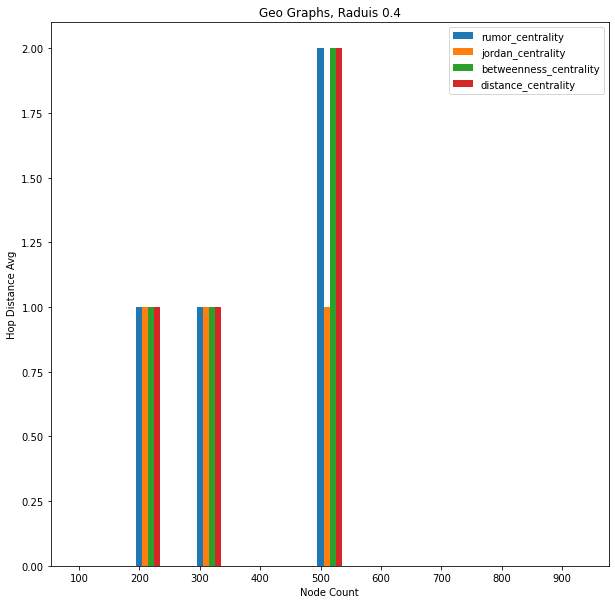 Geo Graphs, Raduis 0.4
rumor_centrality
jordan_centrality
betweenness_centrality
distance_centrality
Hop Distance Avg
2.00
1.75
1.50
1.25
1.00
0.75
0.50
0.25
0.00
100 200 300 400 500 600 700 800 900
Node Count